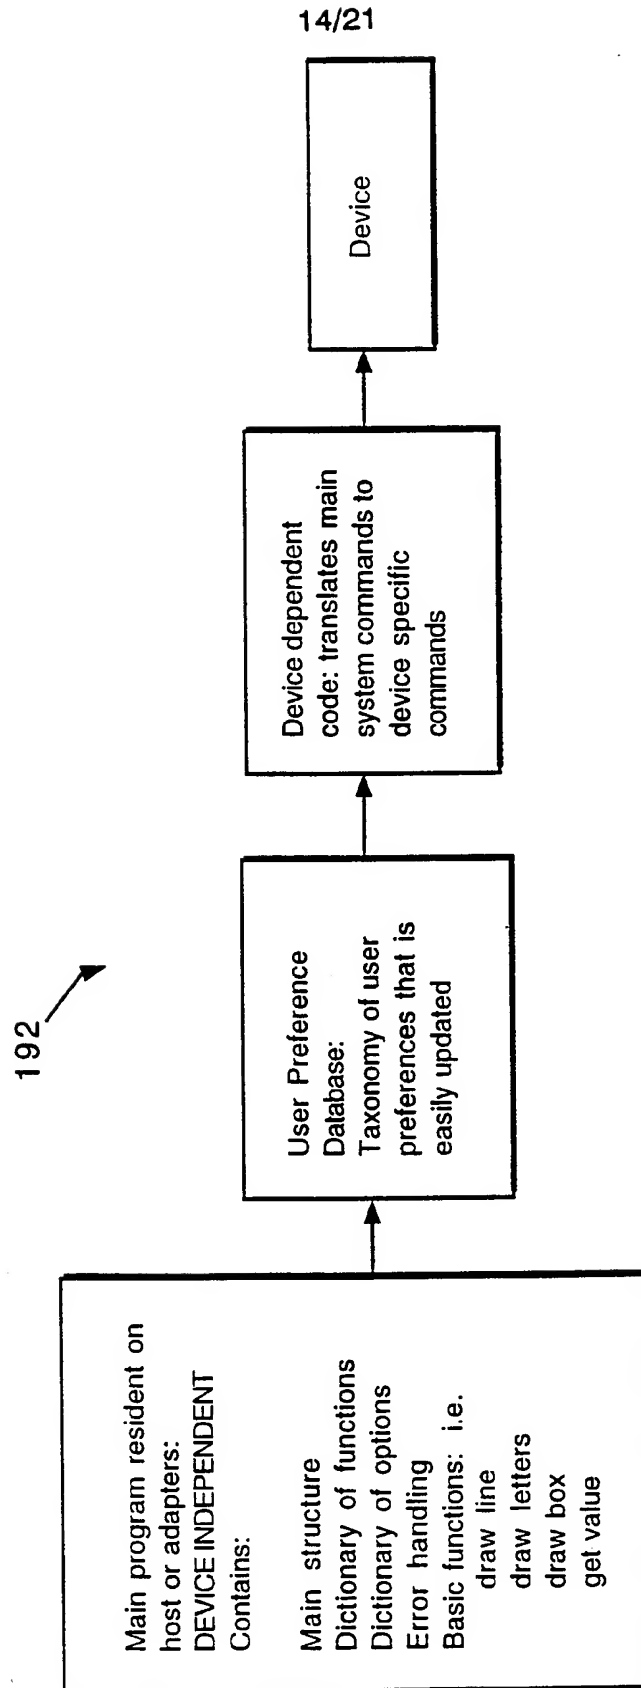 14/21
192
Main program resident on
host or adapters:
DEVICE INDEPENDENT
Contains:
Main structure
Dictionary of functions
Dictionary of options
Error handling
Basic functions: i.e.
draw line
draw letters
draw box
get value
User Preference
Database:
Taxonomy of user
preferences that is
easily updated
Device dependent
code: translates main
system commands to
device specific
commands
Device